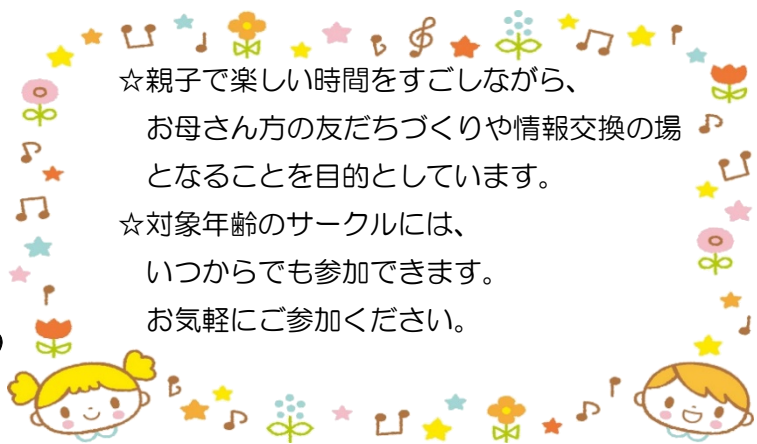 ☆親子で楽しい時間をすごしながら、
お母さん方の友だちづくりや情報交換の場
となることを目的としています。
☆対象年齢のサークルには、
いつからでも参加できます。
お気軽にご参加ください。